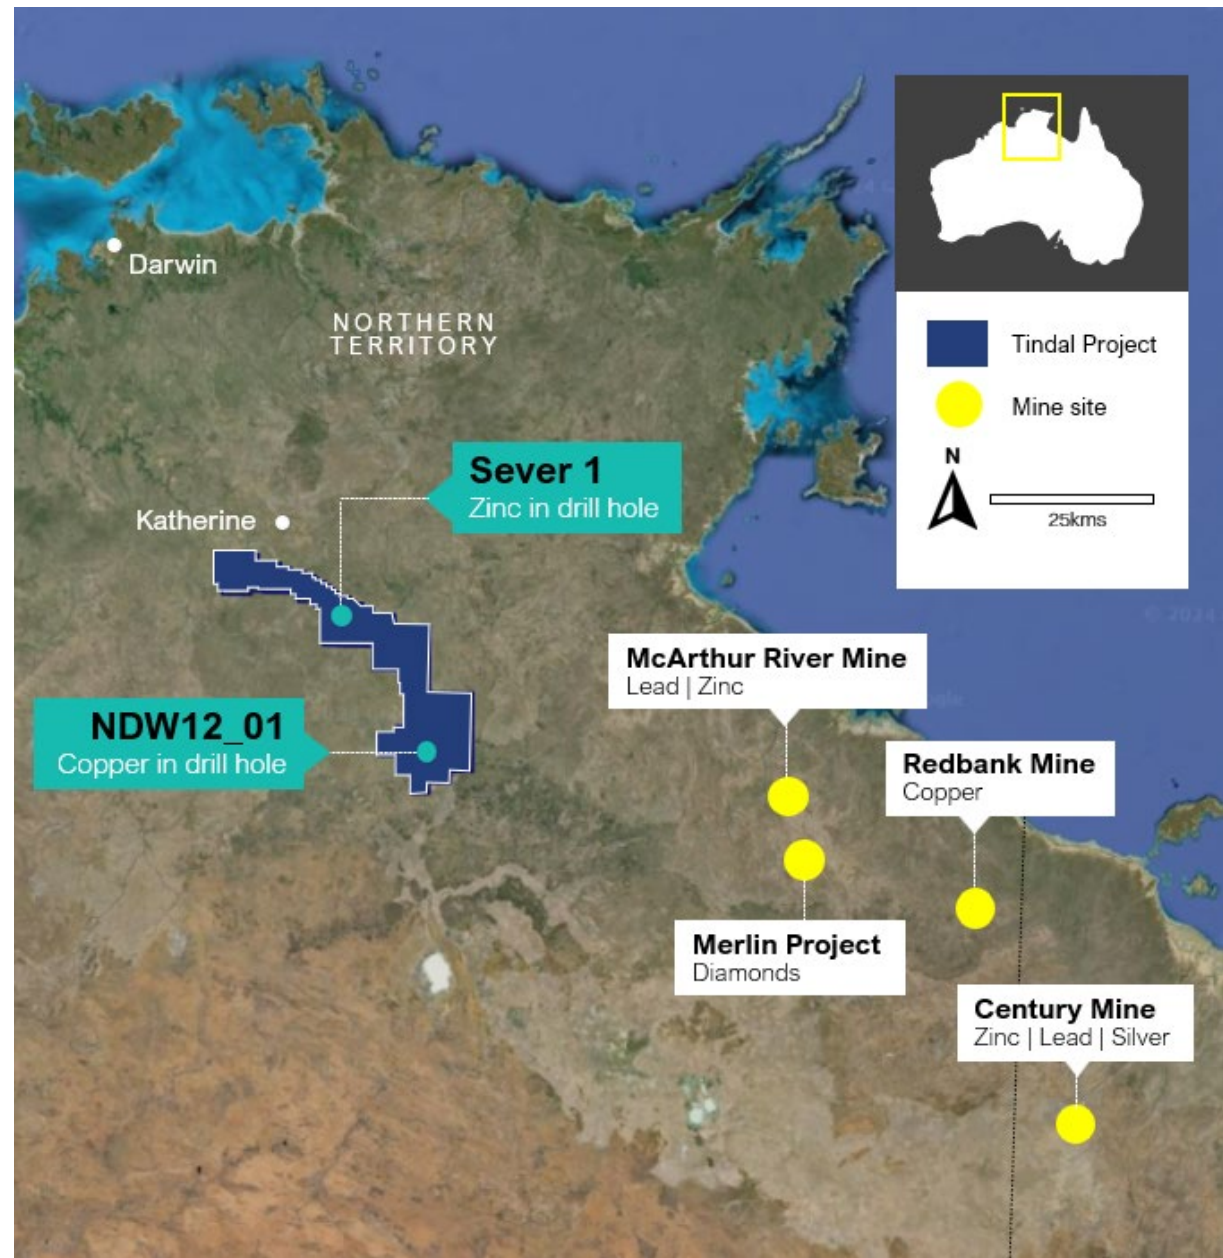 Darwin
NORTHERN
TERRITORY
Tindal Project
Mine site
N
25kms
Sever 1
Zinc in drill hole
Katherine
© 2024
McArthur River Mine
Lead | Zinc
NDW12_01
Copper in drill hole
Redbank Mine
Copper
Merlin Project
Diamonds
Century Mine
Zinc | Lead | Silver